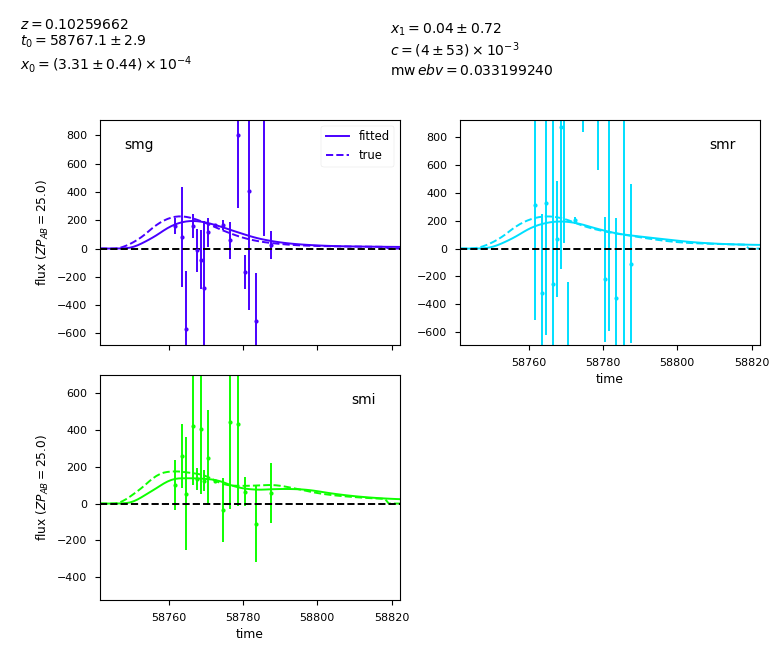 z = 0.10259662
t₀ = 58767.1 ± 2.9
x₀ = (3.31 ± 0.44) × 10⁻⁴
x₁ = 0.04 ± 0.72
c = (4 ± 53) × 10⁻³
mw ebv = 0.033199240
smg
fitted
true
800
600
400
200
0
−200
−400
−600
flux (ZP_AB = 25.0)
smr
800
600
400
200
0
−200
−400
−600
58760 58780 58800 58820
time
smi
600
400
200
0
−200
−400
flux (ZP_AB = 25.0)
58760 58780 58800 58820
time